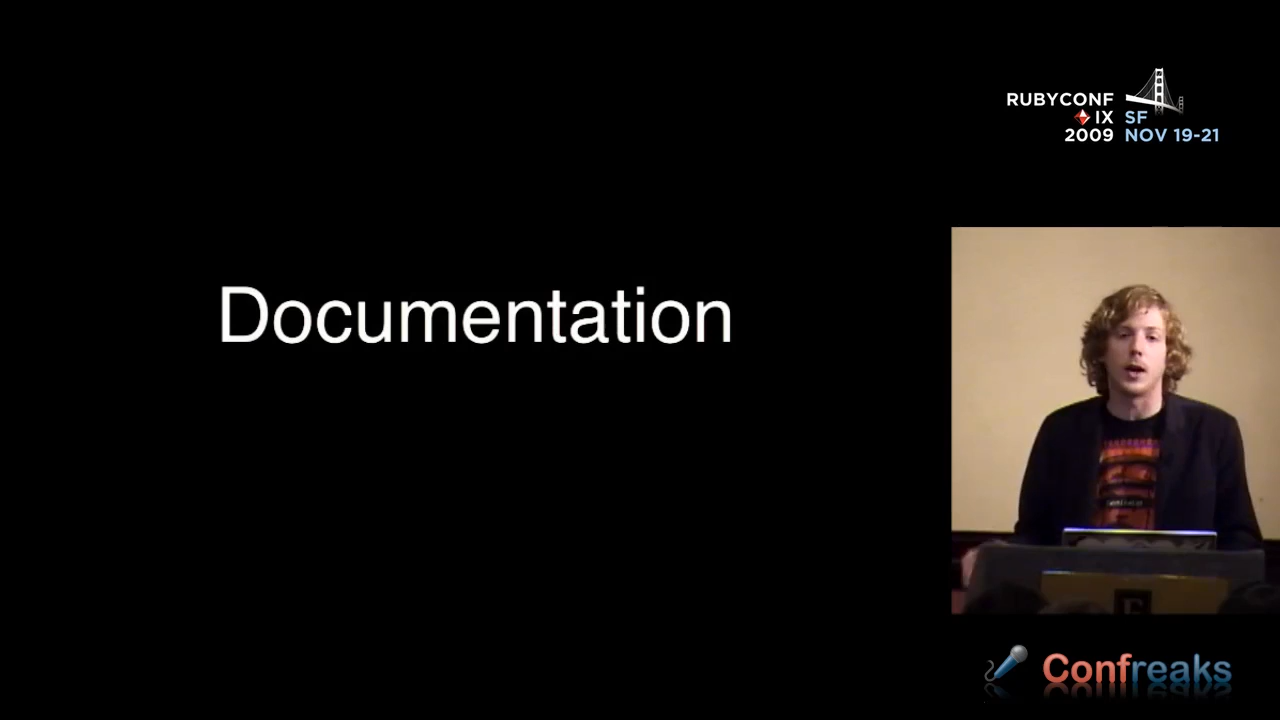 RUBYCONF
IX SF
2009 NOV 19-21
Documentation
Confreaks